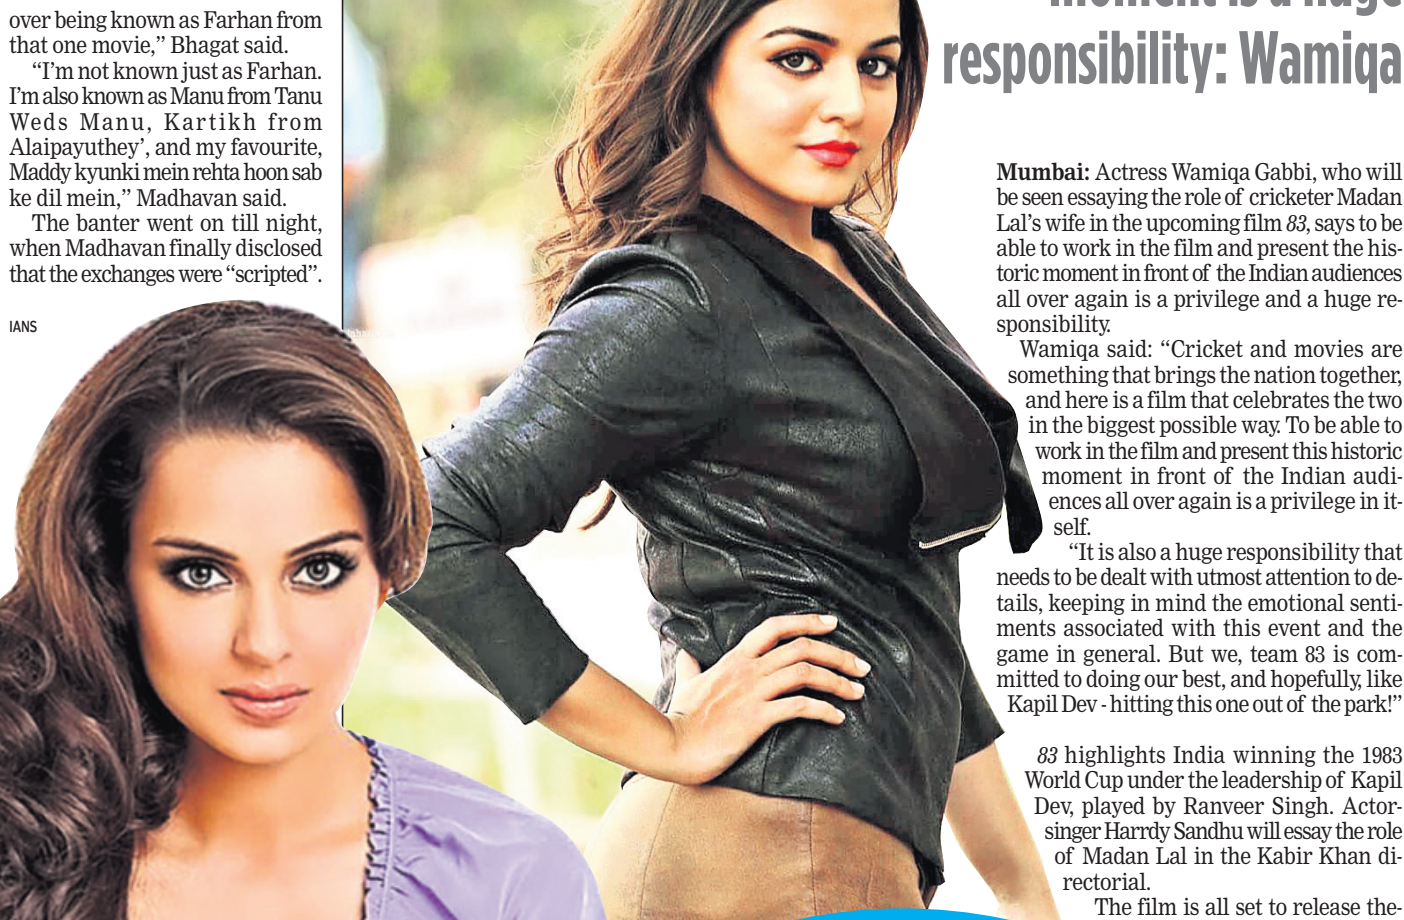 over being known as Farhan from
that one movie,” Bhagat said.
“I’m not known just as Farhan.
I’m also known as Manu from Tanu
Weds Manu, Kartikh from
Alaipayuthey’, and my favourite,
Maddy kyunki mein rehta hoon sab
ke dil mein,” Madhavan said.
The banter went on till night,
when Madhavan finally disclosed
that the exchanges were “scripted”.
IANS
moment is a huge
responsibility: Wamiqa
Mumbai: Actress Wamiqa Gabbi, who will
be seen essaying the role of cricketer Madan
Lal’s wife in the upcoming film 83, says to be
able to work in the film and present the his-
toric moment in front of the Indian audiences
all over again is a privilege and a huge re-
sponsibility.
Wamiqa said: “Cricket and movies are
something that brings the nation together,
and here is a film that celebrates the two
in the biggest possible way. To be able to
work in the film and present this historic
moment in front of the Indian audi-
ences all over again is a privilege in it-
self.
“It is also a huge responsibility that
needs to be dealt with utmost attention to de-
tails, keeping in mind the emotional senti-
ments associated with this event and the
game in general. But we, team 83 is com-
mitted to doing our best, and hopefully, like
Kapil Dev - hitting this one out of the park!”
83 highlights India winning the 1983
World Cup under the leadership of Kapil
Dev, played by Ranveer Singh. Actor-
singer Harrdy Sandhu will essay the role
of Madan Lal in the Kabir Khan di-
rectorial.
The film is all set to release the-